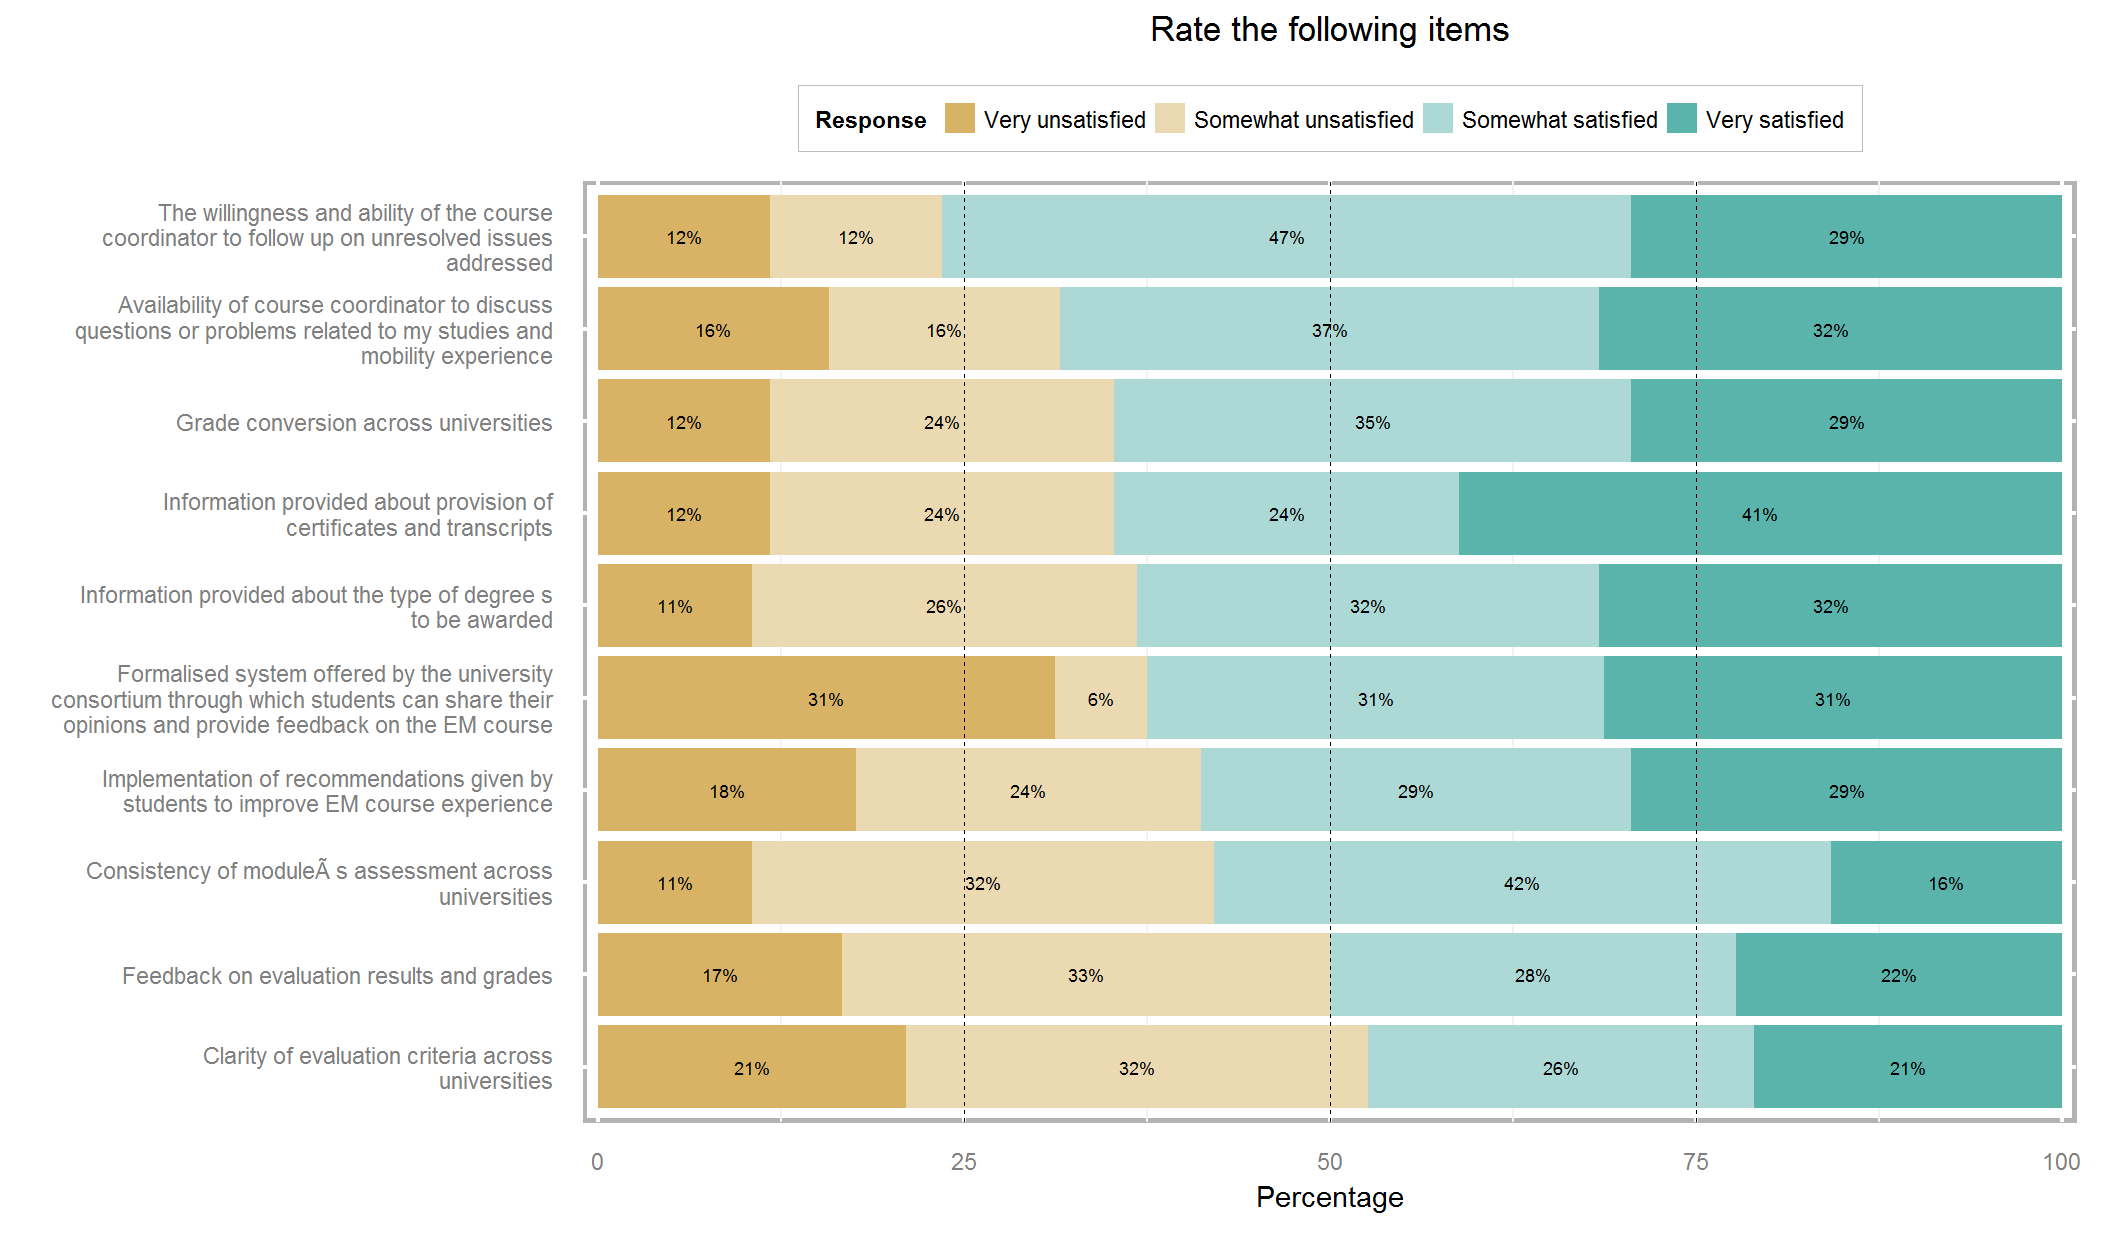 Rate the following items
Response Very unsatisfied Somewhat unsatisfied Somewhat satisfied Very satisfied
The willingness and ability of the course
coordinator to follow up on unresolved issues
addressed
12% 12% 47% 29%
Availability of course coordinator to discuss
questions or problems related to my studies and
mobility experience
16% 16% 37% 32%
Grade conversion across universities
12% 24% 35% 29%
Information provided about provision of
certificates and transcripts
12% 24% 24% 41%
Information provided about the type of degree s
to be awarded
11% 26% 32% 32%
Formalised system offered by the university
consortium through which students can share their
opinions and provide feedback on the EM course
31% 6% 31% 31%
Implementation of recommendations given by
students to improve EM course experience
18% 24% 29% 29%
Consistency of moduleÃ s assessment across
universities
11% 32% 42% 16%
Feedback on evaluation results and grades
17% 33% 28% 22%
Clarity of evaluation criteria across
universities
21% 32% 26% 21%
0 25 50 75 100
Percentage